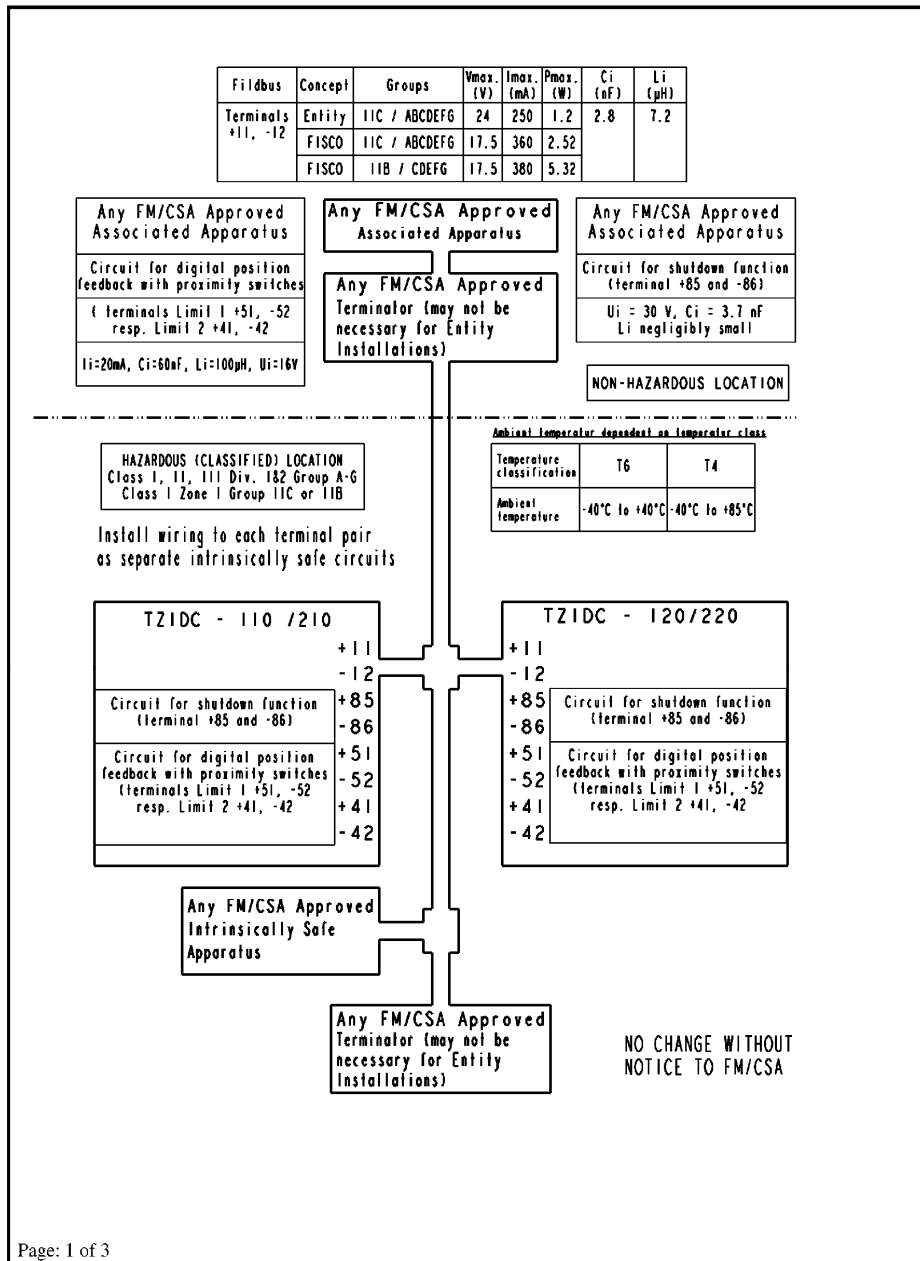 Fildbus Concept Groups Vmax. (V) Imax. (mA) Pmax. (W) Ci (nF) Li (µH)
Terminals +11, -12 Entity IIC / ABCDEFG 24 250 1.2 2.8 7.2
FISCO IIC / ABCDEFG 17.5 360 2.52
FISCO IIB / CDEFG 17.5 380 5.32
Any FM/CSA Approved
Associated Apparatus
Circuit for digital position
feedback with proximity switches
( terminals Limit 1 +51, -52
resp. Limit 2 +41, -42
Ii=20mA, Ci=60nF, Li=100µH, Ui=16V
Any FM/CSA Approved
Associated Apparatus
Any FM/CSA Approved
Terminator (may not be
necessary for Entity
Installations)
Any FM/CSA Approved
Associated Apparatus
Circuit for shutdown function
(terminal +85 and -86)
Ui = 30 V, Ci = 3.7 nF
Li negligibly small
NON-HAZARDOUS LOCATION
HAZARDOUS (CLASSIFIED) LOCATION
Class I, II, III Div. 1&2 Group A-G
Class I Zone 1 Group IIC or IIB
Ambient temperatur dependent on temperatur class
Temperature classification T6 T4
Ambient temperature -40°C to +40°C -40°C to +85°C
Install wiring to each terminal pair
as separate intrinsically safe circuits
TZIDC - 110 /210
+11
-12
+85
-86
+51
-52
+41
-42
Circuit for shutdown function
(terminal +85 and -86)
Circuit for digital position
feedback with proximity switches
(terminals Limit 1 +51, -52
resp. Limit 2 +41, -42
TZIDC - 120/220
+11
-12
+85
-86
+51
-52
+41
-42
Circuit for shutdown function
(terminal +85 and -86)
Circuit for digital position
feedback with proximity switches
(terminals Limit 1 +51, -52
resp. Limit 2 +41, -42
Any FM/CSA Approved
Intrinsically Safe
Apparatus
Any FM/CSA Approved
Terminator (may not be
necessary for Entity
Installations)
NO CHANGE WITHOUT
NOTICE TO FM/CSA
Page: 1 of 3